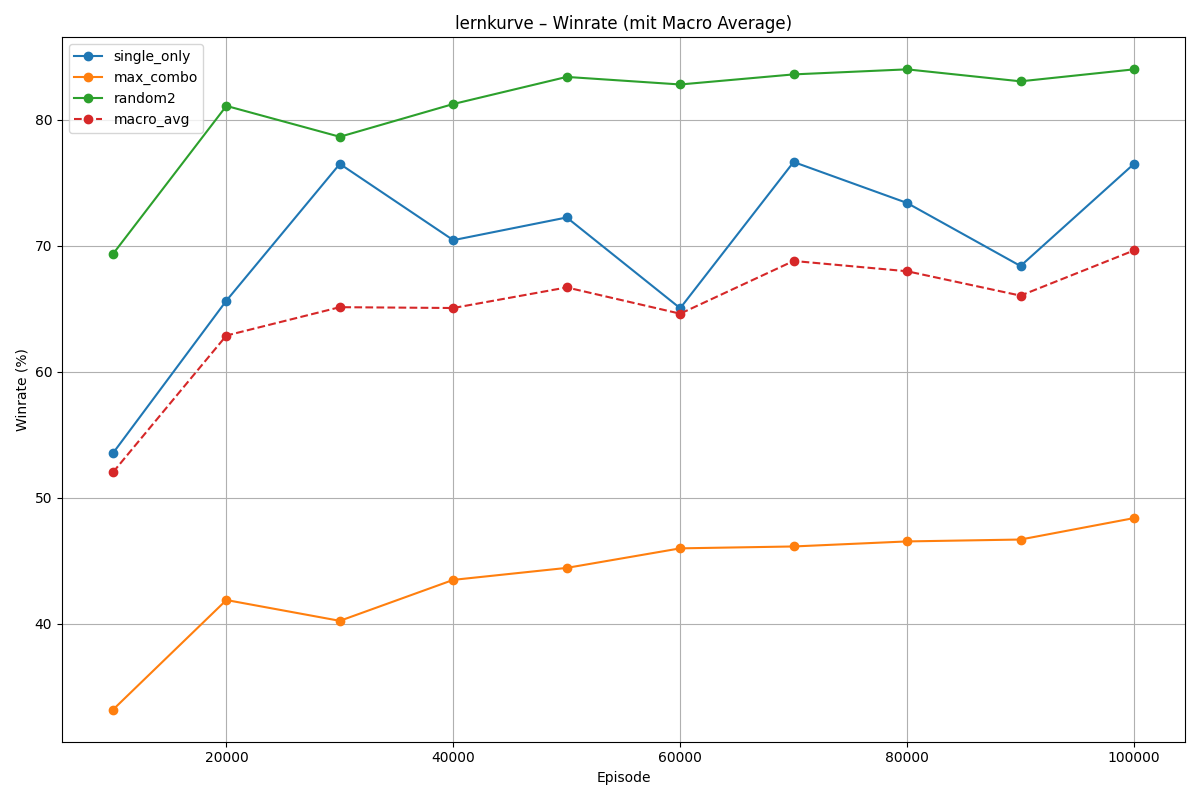 lernkurve – Winrate (mit Macro Average)
single_only
max_combo
random2
macro_avg
Winrate (%)
80
70
60
50
40
20000
40000
60000
80000
100000
Episode